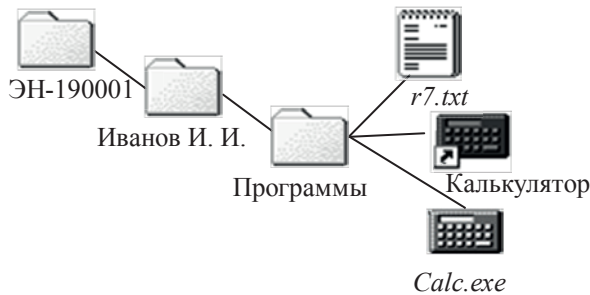 ЭН-190001
r7.txt
Иванов И. И.
Программы
Калькулятор
Calc.exe